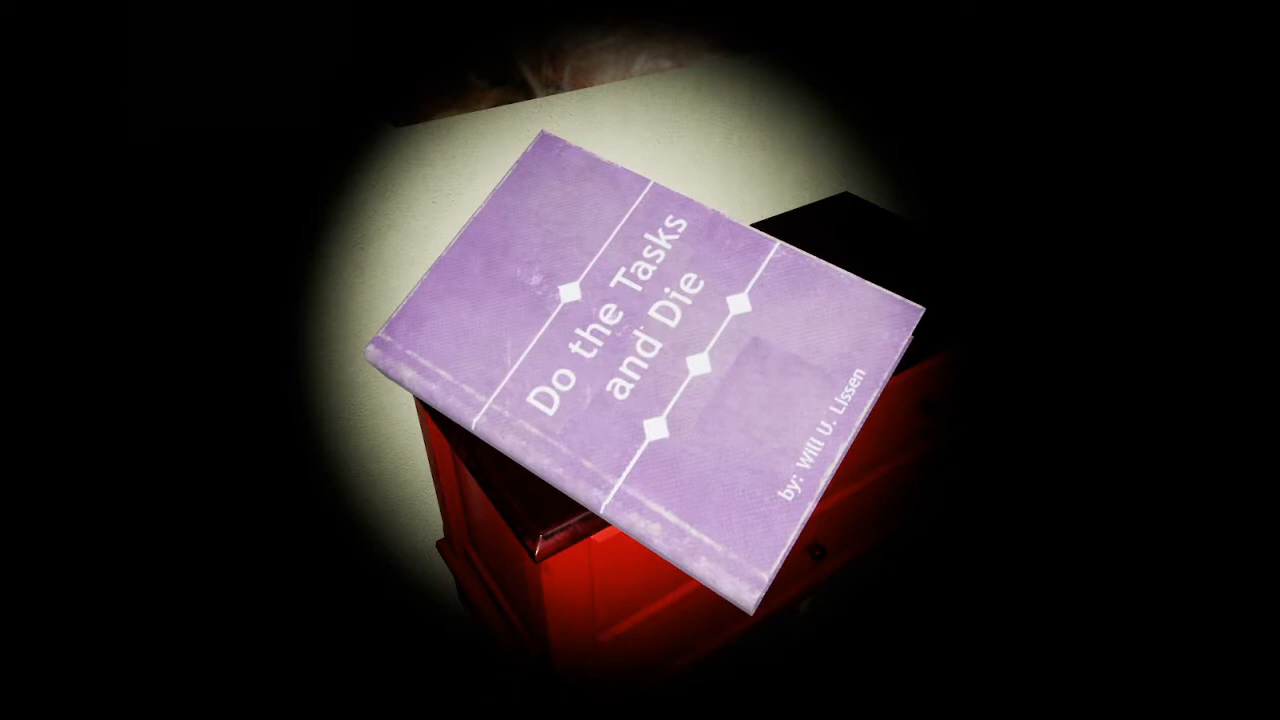 Do the Tasks
and Die
by: Will U. Lissen